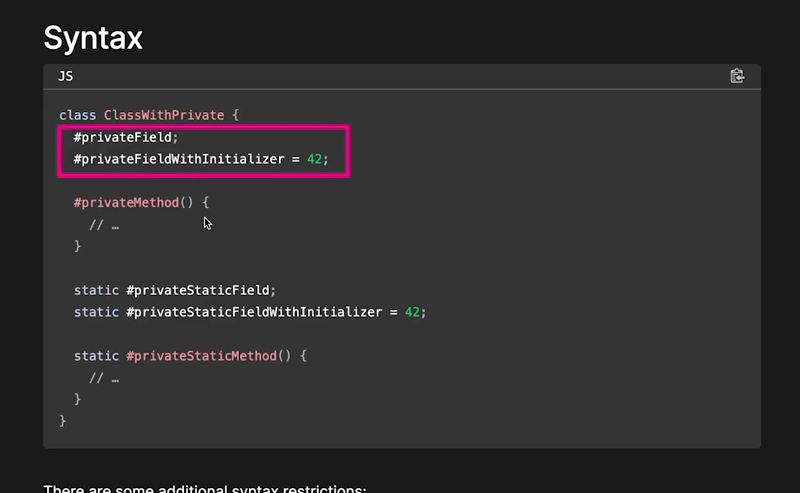 Syntax
JS
class ClassWithPrivate {
#privateField;
#privateFieldWithInitializer = 42;
#privateMethod() {
// …
}
static #privateStaticField;
static #privateStaticFieldWithInitializer = 42;
static #privateStaticMethod() {
// …
}
}
There are some additional syntax restrictions: